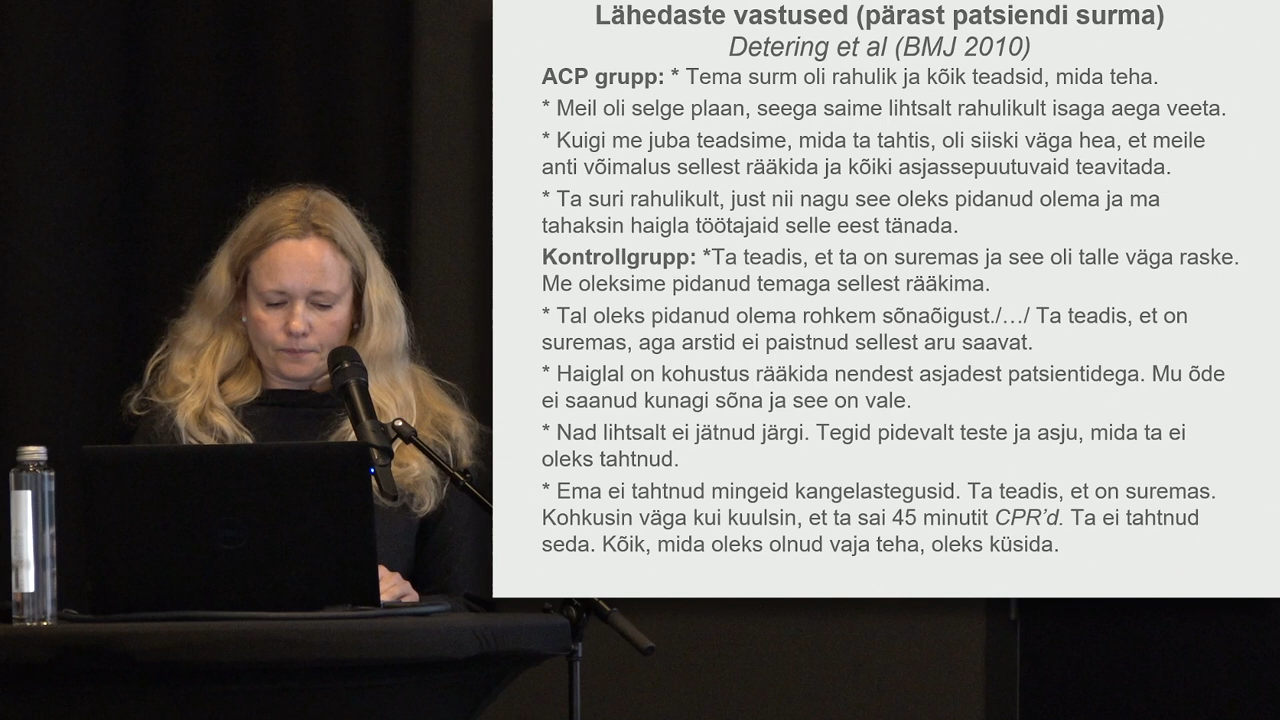 Lähedaste vastused (pärast patsiendi surma)
Detering et al (BMJ 2010)
ACP grupp: * Tema surm oli rahulik ja kõik teadsid, mida teha.
* Meil oli selge plaan, seega saime lihtsalt rahulikult isaga aega veeta.
* Kuigi me juba teadsime, mida ta tahtis, oli siiski väga hea, et meile
anti võimalus sellest rääkida ja kõiki asjassepuutuvaid teavitada.
* Ta suri rahulikult, just nii nagu see oleks pidanud olema ja ma
tahaksin haigla töötajaid selle eest tänada.
Kontrollgrupp: *Ta teadis, et ta on suremas ja see oli talle väga raske.
Me oleksime pidanud temaga sellest rääkima.
* Tal oleks pidanud olema rohkem sõnaõigust./…/ Ta teadis, et on
suremas, aga arstid ei paistnud sellest aru saavat.
* Haiglal on kohustus rääkida nendest asjadest patsientidega. Mu õde
ei saanud kunagi sõna ja see on vale.
* Nad lihtsalt ei jätnud järgi. Tegid pidevalt teste ja asju, mida ta ei
oleks tahtnud.
* Ema ei tahtnud mingeid kangelastegusid. Ta teadis, et on suremas.
Kohkusin väga kui kuulsin, et ta sai 45 minutit CPR’d. Ta ei tahtnud
seda. Kõik, mida oleks olnud vaja teha, oleks küsida.